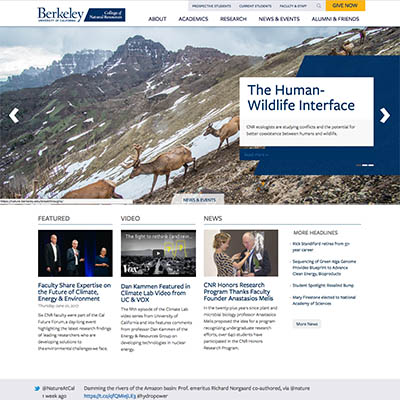 Berkeley
UNIVERSITY OF CALIFORNIA
College of
Natural Resources
PROSPECTIVE STUDENTS
CURRENT STUDENTS
FACULTY & STAFF
GIVE NOW
ABOUT
ACADEMICS
RESEARCH
NEWS & EVENTS
ALUMNI & FRIENDS
The Human-
Wildlife Interface
CNR ecologists are studying conflicts and the potential for
better coexistence between humans and wildlife.
Read More
NEWS & EVENTS
FEATURED
Faculty Share Expertise on
the Future of Climate,
Energy & Environment
Thursday, June 01, 2017
Six CNR faculty were part of the Cal
Future Forum, a day-long event
highlighting the latest research
findings of leading researchers who
are developing solutions to
the environmental challenges we face.
VIDEO
The fight to rethink (and rein...
Vox
Dan Kammen Featured in
Climate Lab Video from
UC & VOX
The fifth episode of the Climate Lab
video series from University of
California and Vox features comments
from professor Dan Kammen of the
Energy and Resources Group on
developing technologies in nuclear
energy.
NEWS
CNR Honors Research
Program Thanks Faculty
Founder Anastasios Melis
In the twenty-plus years since plant and
microbial biology professor Anastasios
Melis proposed the idea for a program
recognizing undergraduate research
efforts, over 640 students have
participated in the CNR Honors
Research Program.
MORE HEADLINES
Rick Standiford retires from 37-
year career
Sequencing of Green Alga Genome
Provides Blueprint to Advance
Clean Energy, Bioproducts
Student Spotlight: Rosalind Bump
Mary Firestone elected to National
Academy of Sciences
More News
@NatureAtCal
1 week ago
Damming the rivers of the Amazon basin: Prof. emeritus Richard Norgaard co-authored, via @nature
#hydropower